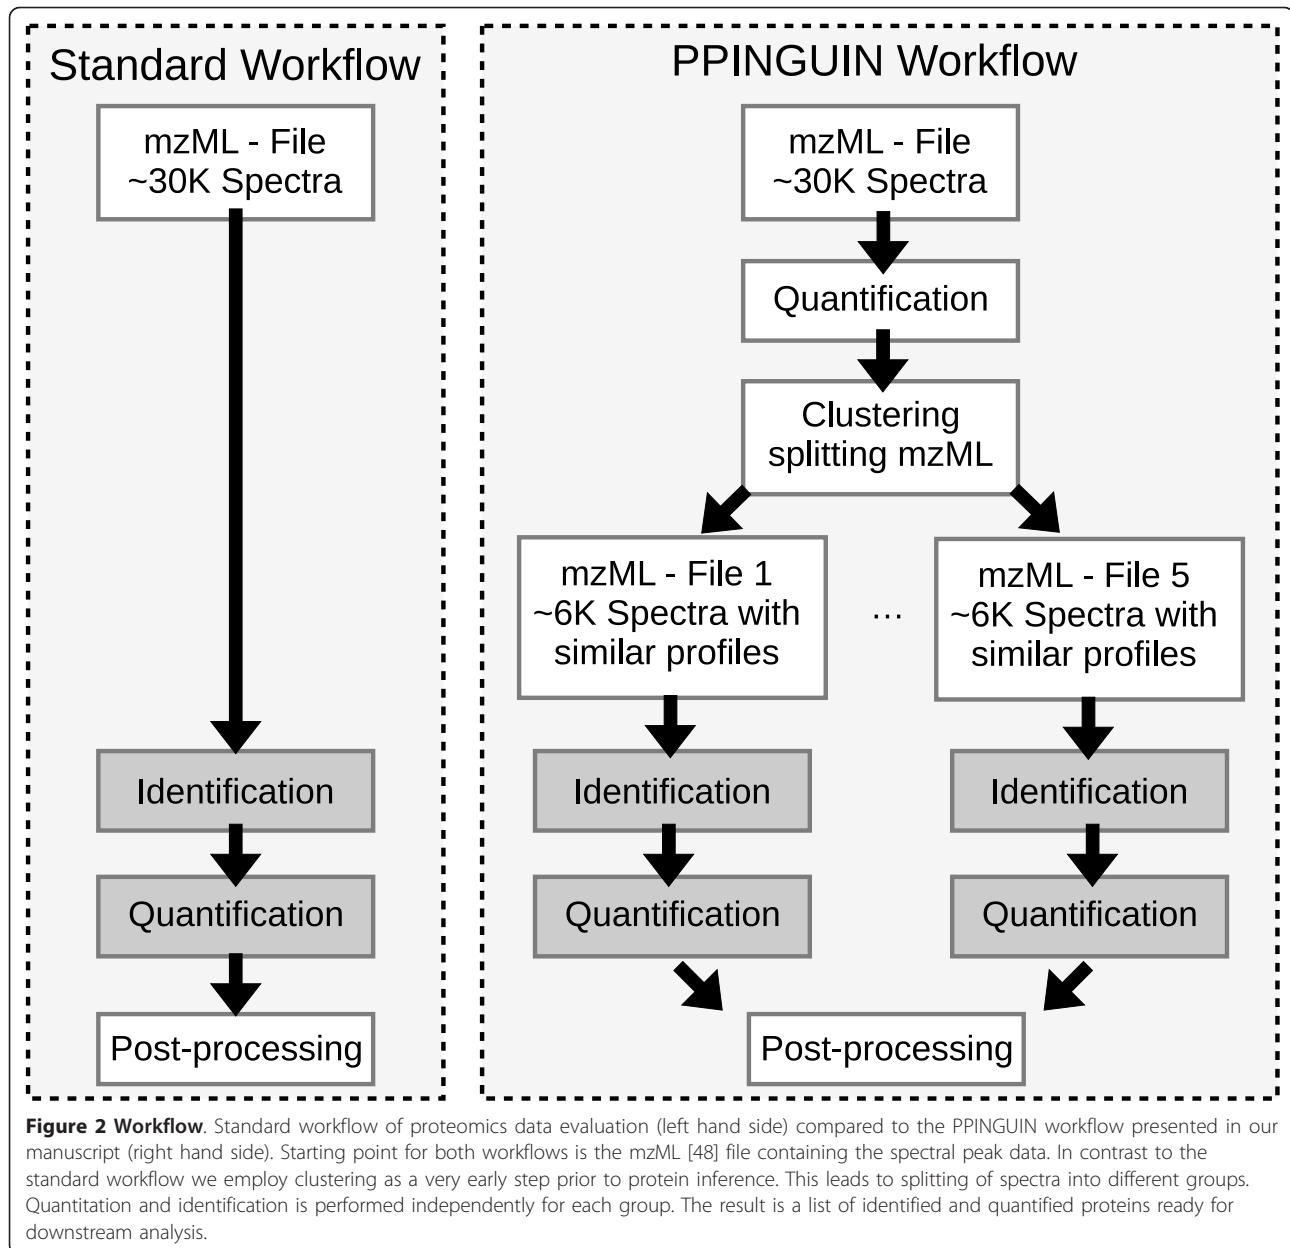 Standard Workflow
mzML - File
~30K Spectra
Identification
Quantification
Post-processing
PPINGUIN Workflow
mzML - File
~30K Spectra
Quantification
Clustering
splitting mzML
mzML - File 1
~6K Spectra with
similar profiles
...
mzML - File 5
~6K Spectra with
similar profiles
Identification
Identification
Quantification
Quantification
Post-processing
Figure 2 Workflow. Standard workflow of proteomics data evaluation (left hand side) compared to the PPINGUIN workflow presented in our
manuscript (right hand side). Starting point for both workflows is the mzML [48] file containing the spectral peak data. In contrast to the
standard workflow we employ clustering as a very early step prior to protein inference. This leads to splitting of spectra into different groups.
Quantitation and identification is performed independently for each group. The result is a list of identified and quantified proteins ready for
downstream analysis.